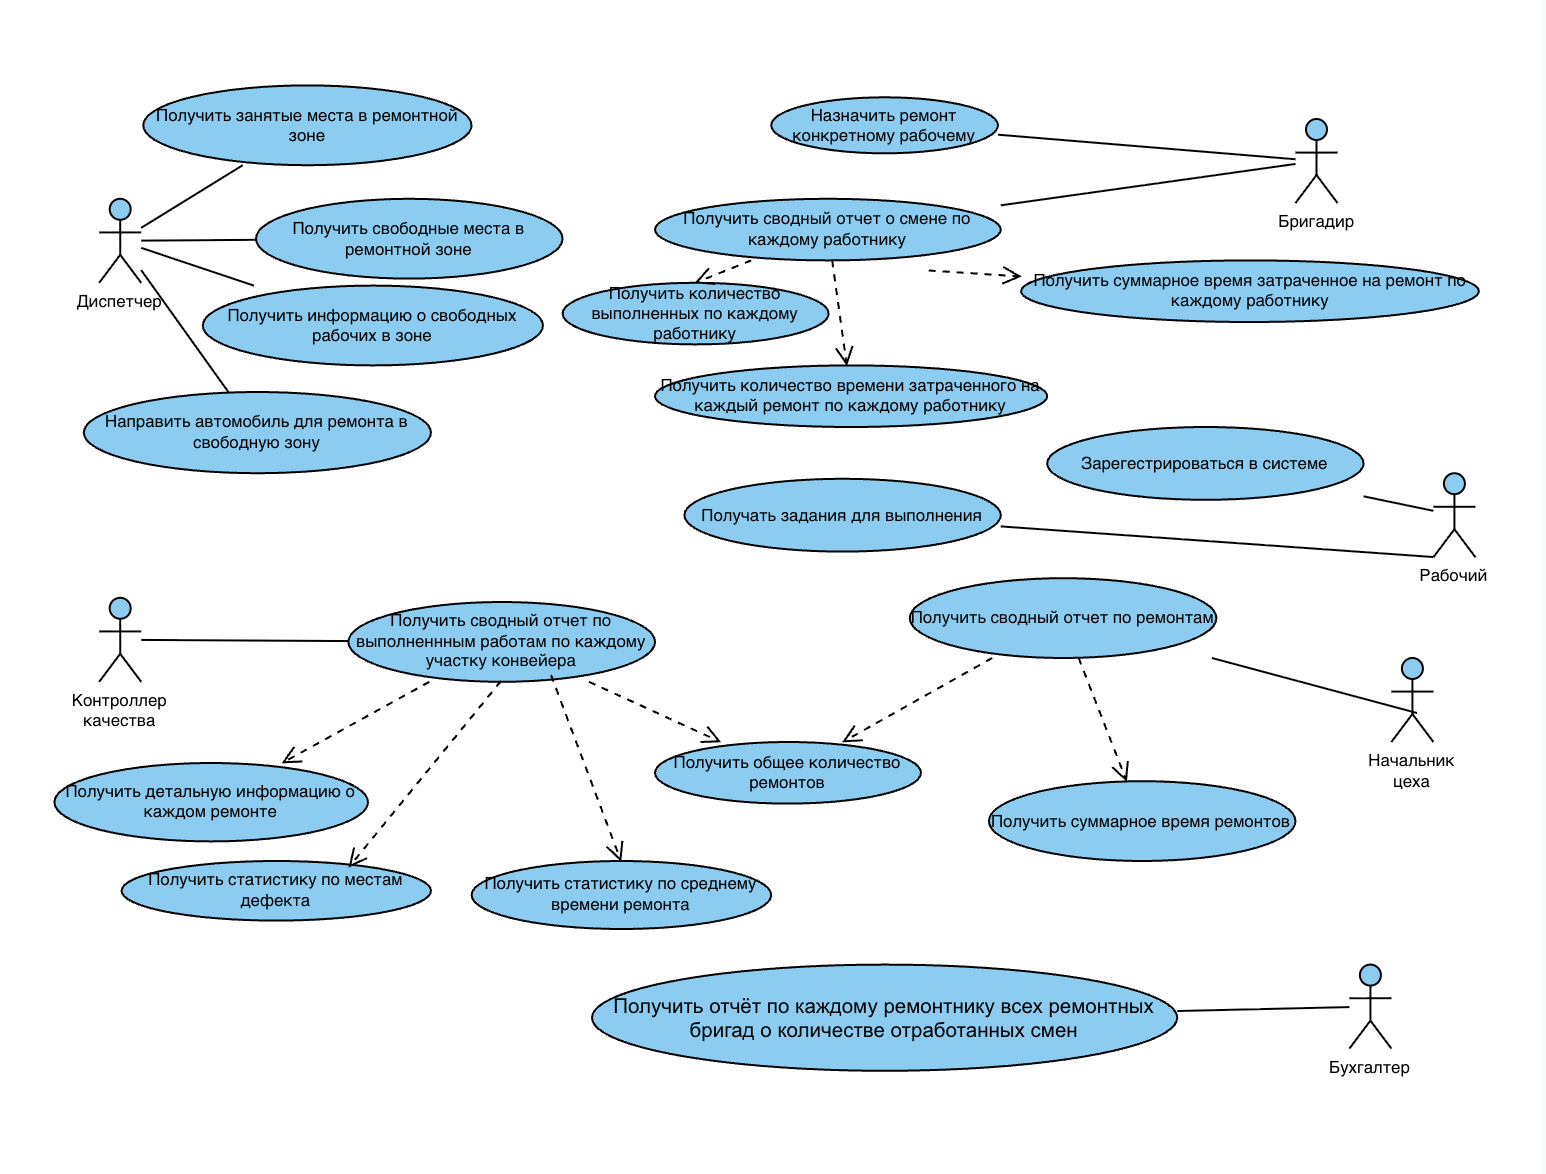 Получить занятые места в ремонтной
зоне
Назначить ремонт
конкретному рабочему
Бригадир
Получить свободные места в
ремонтной зоне
Получить сводный отчет о смене по
каждому работнику
Диспетчер
Получить информацию о свободных
рабочих в зоне
Получить количество
выполненных по каждому
работнику
Получить суммарное время затраченное на ремонт по
каждому работнику
Получить количество времени затраченного на
каждый ремонт по каждому работнику
Направить автомобиль для ремонта в
свободную зону
Зарегестрироваться в системе
Получать задания для выполнения
Рабочий
Получить сводный отчет по
выполненнным работам по каждому
участку конвейера
Получить сводный отчет по ремонтам
Контроллер
качества
Начальник
цеха
Получить общее количество
ремонтов
Получить детальную информацию о
каждом ремонте
Получить суммарное время ремонтов
Получить статистику по местам
дефекта
Получить статистику по среднему
времени ремонта
Получить отчёт по каждому ремонтнику всех ремонтных
бригад о количестве отработанных смен
Бухгалтер